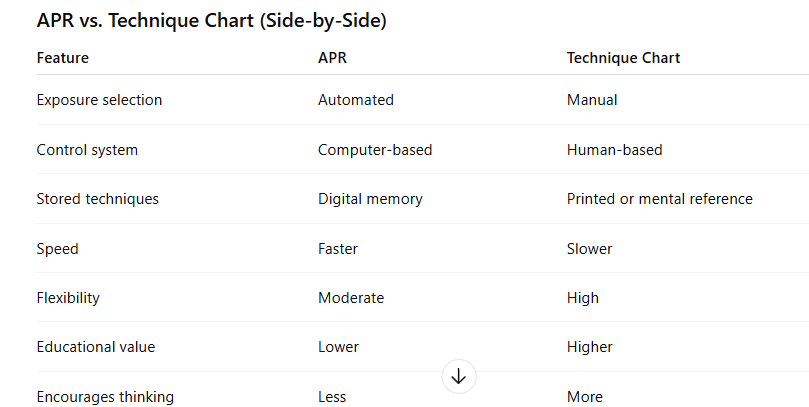 APR vs. Technique Chart (Side-by-Side)
Feature APR Technique Chart
Exposure selection Automated Manual
Control system Computer-based Human-based
Stored techniques Digital memory Printed or mental reference
Speed Faster Slower
Flexibility Moderate High
Educational value Lower Higher
Encourages thinking Less More